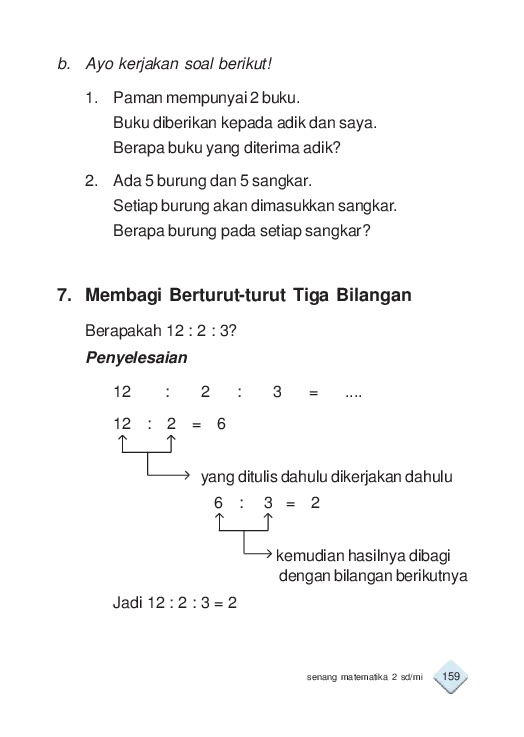 b. Ayo kerjakan soal berikut!
1. Paman mempunyai 2 buku.
Buku diberikan kepada adik dan saya.
Berapa buku yang diterima adik?
2. Ada 5 burung dan 5 sangkar.
Setiap burung akan dimasukkan sangkar.
Berapa burung pada setiap sangkar?
7. Membagi Berturut-turut Tiga Bilangan
Berapakah 12 : 2 : 3?
Penyelesaian
12 : 2 : 3 = ....
12 : 2 = 6
yang ditulis dahulu dikerjakan dahulu
6 : 3 = 2
kemudian hasilnya dibagi
dengan bilangan berikutnya
Jadi 12 : 2 : 3 = 2
senang matematika 2 sd/mi 159